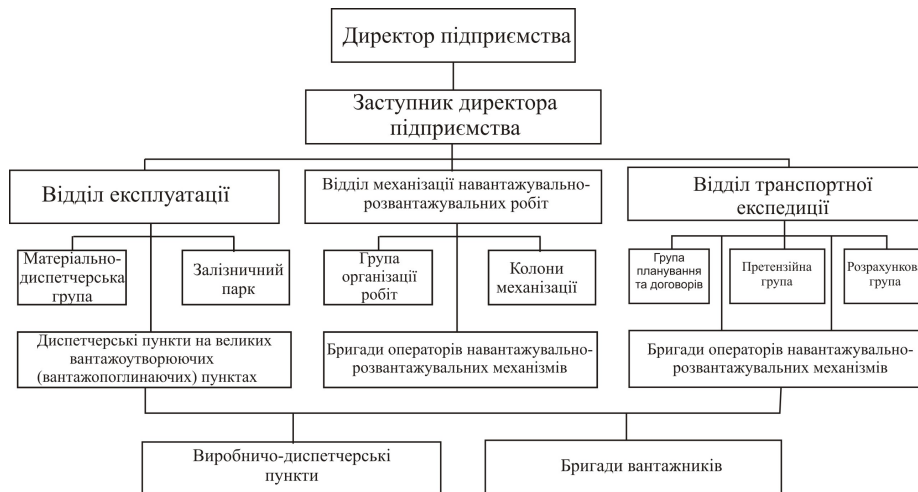 Директор підприємства
Заступник директора
підприємства
Відділ експлуатації
Відділ механізації навантажувально-
розвантажувальних робіт
Відділ транспортної
експедиції
Матеріально-
диспетчерська
група
Залізничний
парк
Група
організації
робіт
Колони
механізації
Група
планування
та договорів
Претензійна
група
Розрахункова
група
Диспетчерські пункти на великих
вантажоутворюючих
(вантажопоглинаючих) пунктах
Бригади операторів навантажувально-
розвантажувальних механізмів
Бригади операторів навантажувально-
розвантажувальних механізмів
Виробничо-диспетчерські
пункти
Бригади вантажників